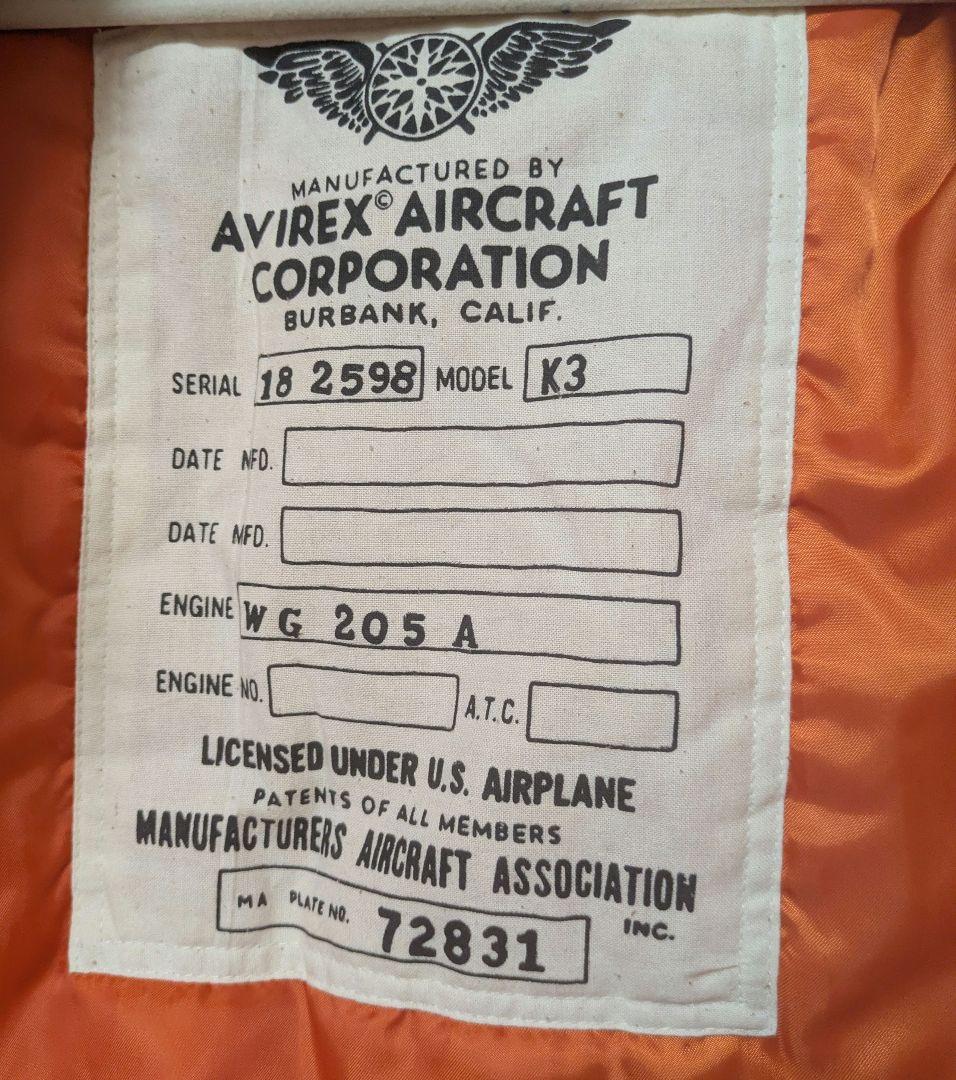 MANUFACTURED BY
AVIREX© AIRCRAFT
CORPORATION
BURBANK, CALIF.
SERIAL 18 2598 MODEL K3
DATE NFD.
DATE MFD.
ENGINE WG 205 A
ENGINE NO. A.T.C.
LICENSED UNDER U.S. AIRPLANE
PATENTS OF ALL MEMBERS
MANUFACTURERS AIRCRAFT ASSOCIATION
INC.
MA PLATE NO. 72831